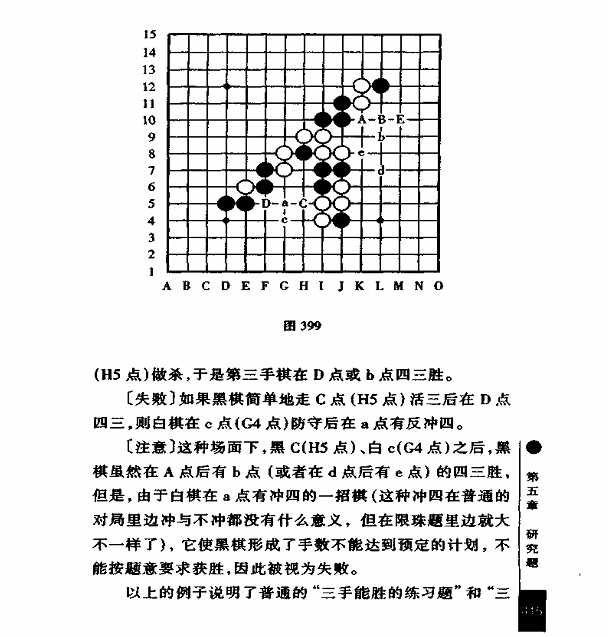 15
14
13
12
11
10 A B E
9 b
8 e
7 d
6
5 D a C
4 c
3
2
1
A B C D E F G H I J K L M N O
图 399
(H5 点)做杀,于是第三手棋在 D 点或 b 点四三胜。
〔失败〕如果黑棋简单地走 C 点(H5 点)活三后在 D 点
四三,则白棋在 c 点(G4 点)防守后在 a 点有反冲四。
〔注意〕这种场面下,黑 C(H5 点)、白 c(G4 点)之后,黑
棋虽然在 A 点后有 b 点(或者在 d 点后有 e 点)的四三胜,
但是,由于白棋在 a 点有冲四的一招棋(这种冲四在普通的
对局里边冲与不冲都没有什么意义,但在限珠题里边就大
不一样了),它使黑棋形成了手数不能达到预定的计划,不
能按题意要求获胜,因此被视为失败。
以上的例子说明了普通的“三手能胜的练习题”和“三
第五章
研究题